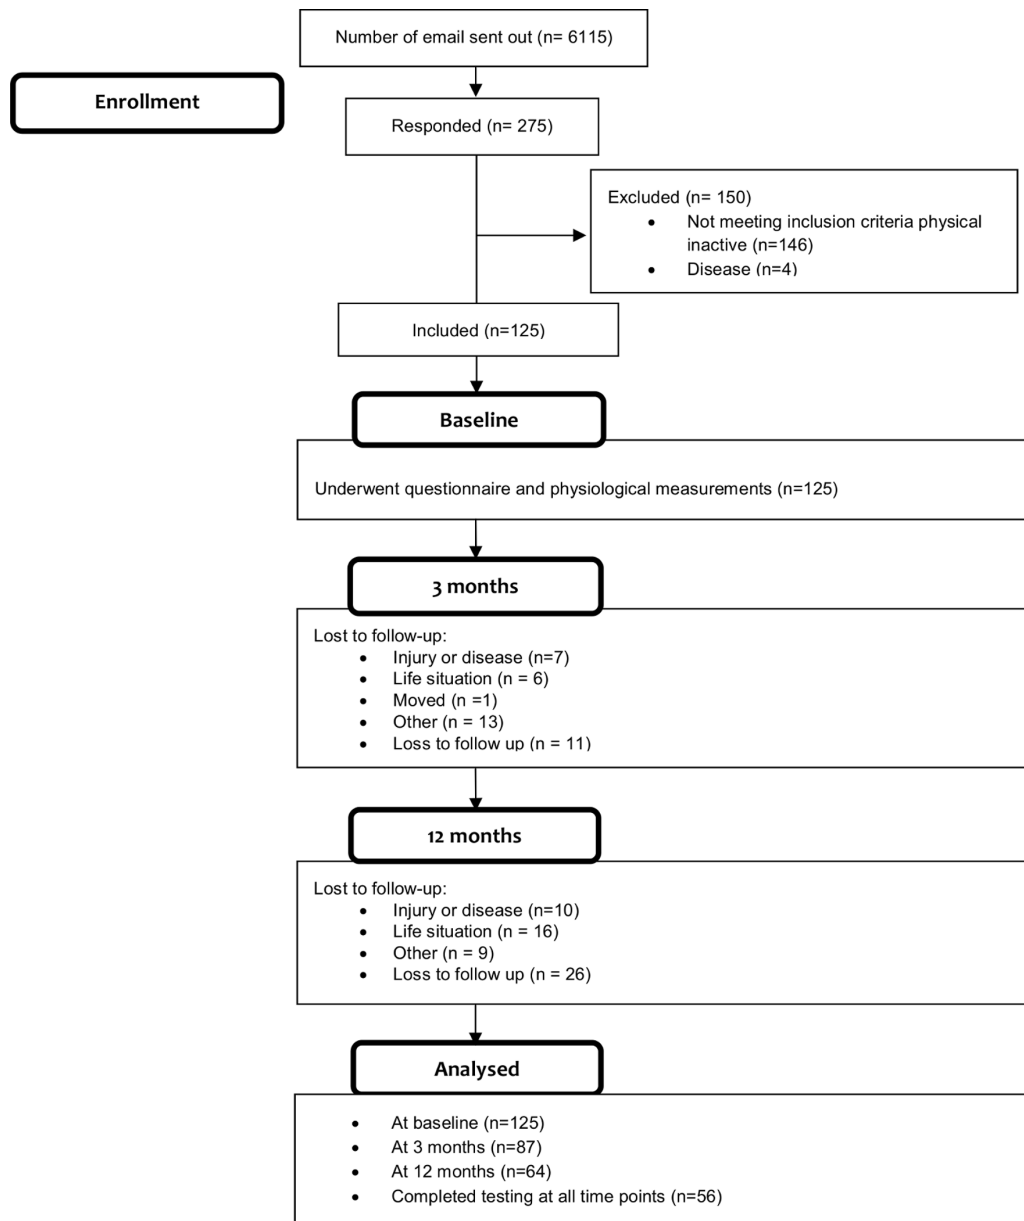 Number of email sent out (n= 6115)
Enrollment
Responded (n= 275)
Excluded (n= 150)
• Not meeting inclusion criteria physical
inactive (n=146)
• Disease (n=4)
Included (n=125)
Baseline
Underwent questionnaire and physiological measurements (n=125)
3 months
Lost to follow-up:
• Injury or disease (n=7)
• Life situation (n = 6)
• Moved (n =1)
• Other (n = 13)
• Loss to follow up (n = 11)
12 months
Lost to follow-up:
• Injury or disease (n=10)
• Life situation (n = 16)
• Other (n = 9)
• Loss to follow up (n = 26)
Analysed
• At baseline (n=125)
• At 3 months (n=87)
• At 12 months (n=64)
• Completed testing at all time points (n=56)